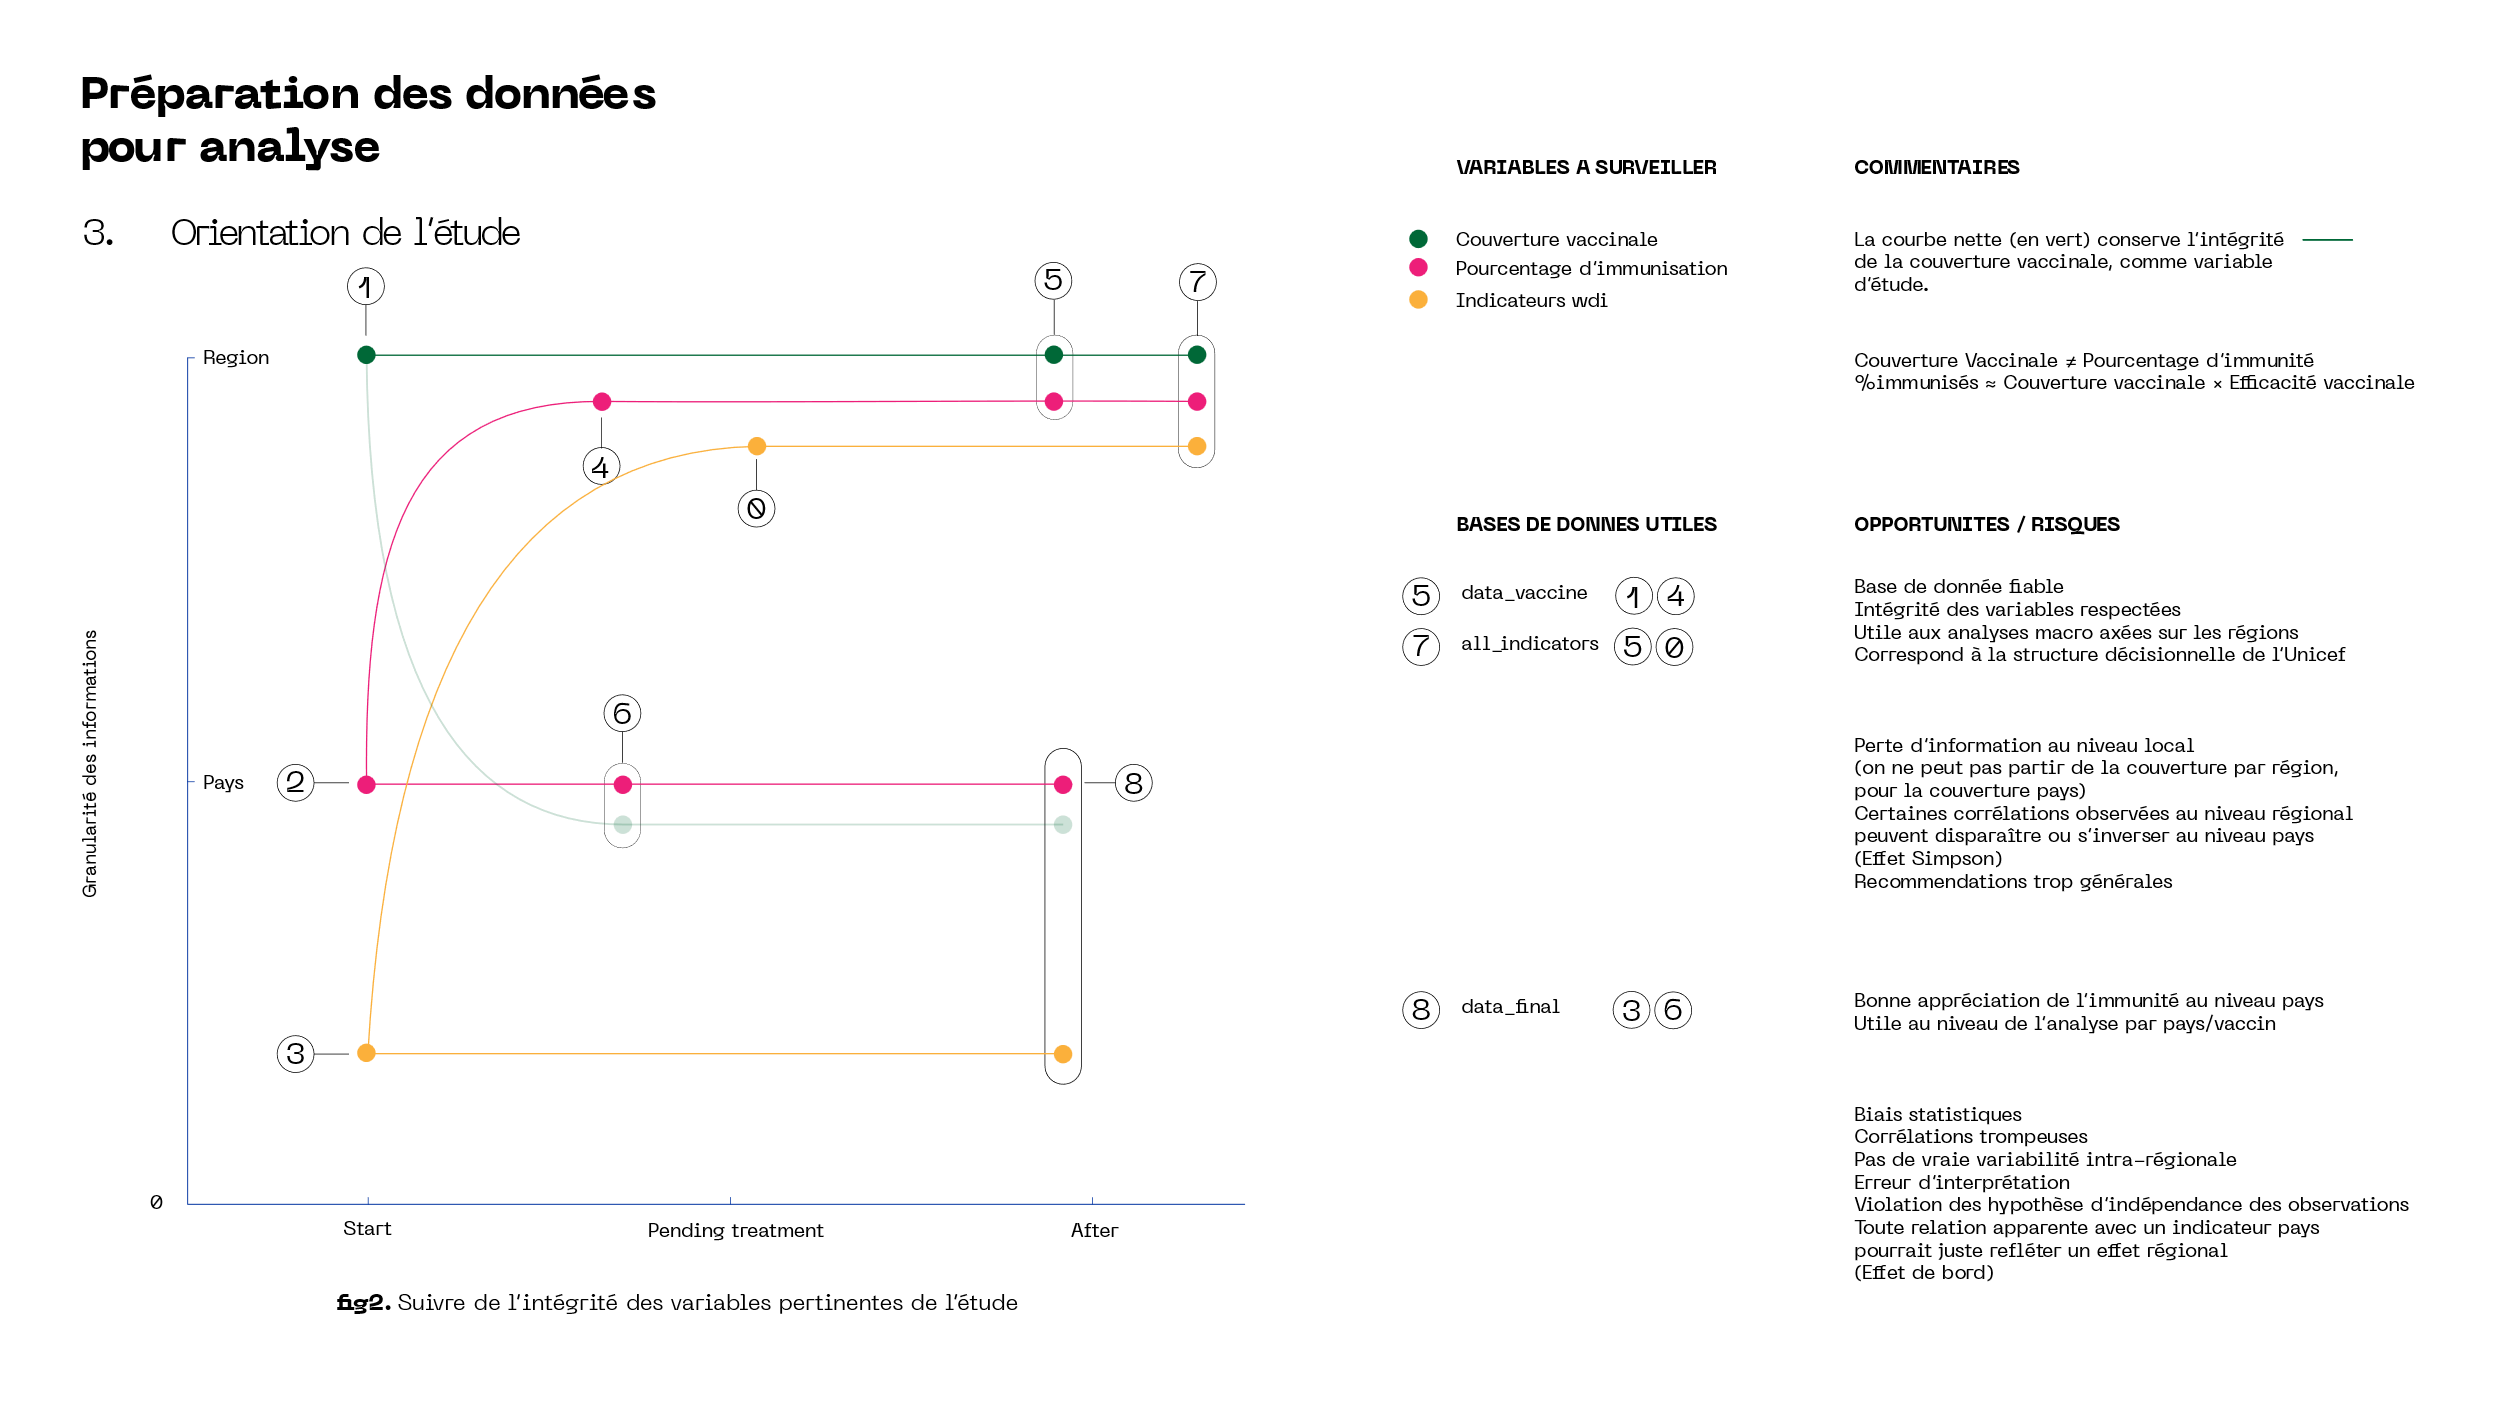 Préparation des données
pour analyse
3. Orientation de l'étude
1
5
7
Region
4
0
6
Pays
2
8
3
Granularité des informations
0
Start
Pending treatment
After
fig2. Suivre de l'intégrité des variables pertinentes de l'étude
VARIABLES A SURVEILLER
Couverture vaccinale
Pourcentage d'immunisation
Indicateurs wdi
COMMENTAIRES
La courbe nette (en vert) conserve l'intégrité
de la couverture vaccinale, comme variable
d'étude.
Couverture Vaccinale ≠ Pourcentage d'immunité
%immunisés ≈ Couverture vaccinale × Efficacité vaccinale
BASES DE DONNES UTILES
5 data_vaccine 1 4
7 all_indicators 5 0
OPPORTUNITES / RISQUES
Base de donnée fiable
Intégrité des variables respectées
Utile aux analyses macro axées sur les régions
Correspond à la structure décisionnelle de l'Unicef
Perte d'information au niveau local
(on ne peut pas partir de la couverture par région,
pour la couverture pays)
Certaines corrélations observées au niveau régional
peuvent disparaître ou s'inverser au niveau pays
(Effet Simpson)
Recommendations trop générales
8 data_final 3 6
Bonne appréciation de l'immunité au niveau pays
Utile au niveau de l'analyse par pays/vaccin
Biais statistiques
Corrélations trompeuses
Pas de vraie variabilité intra-régionale
Erreur d'interprétation
Violation des hypothèse d'indépendance des observations
Toute relation apparente avec un indicateur pays
pourrait juste refléter un effet régional
(Effet de bord)